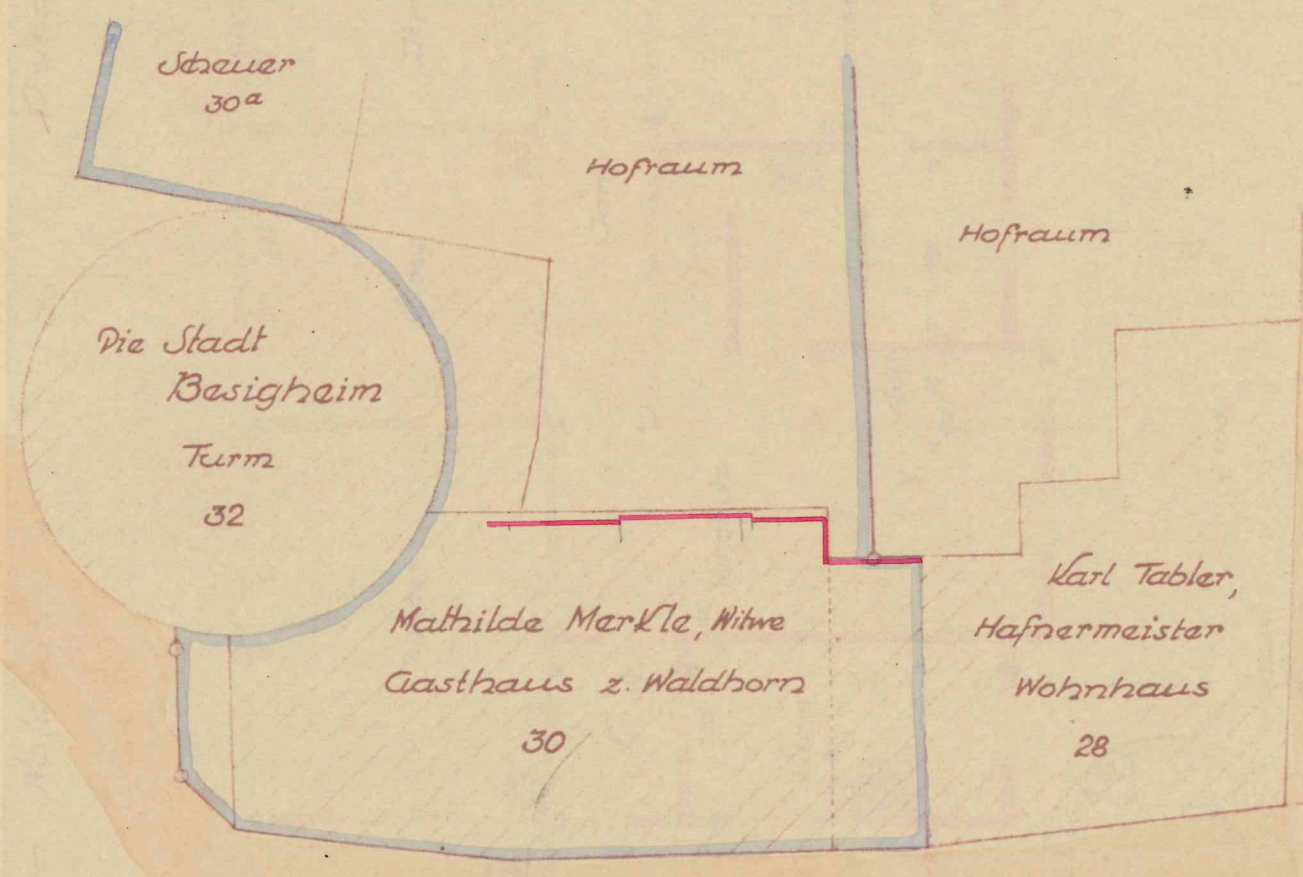 Scheuer
30a
Hofraum
Hofraum
Die Stadt
Besigheim
Turm
32
Mathilde Merkle, Witwe
Gasthaus z. Waldhorn
30
Karl Tabler,
Hafnermeister
Wohnhaus
28